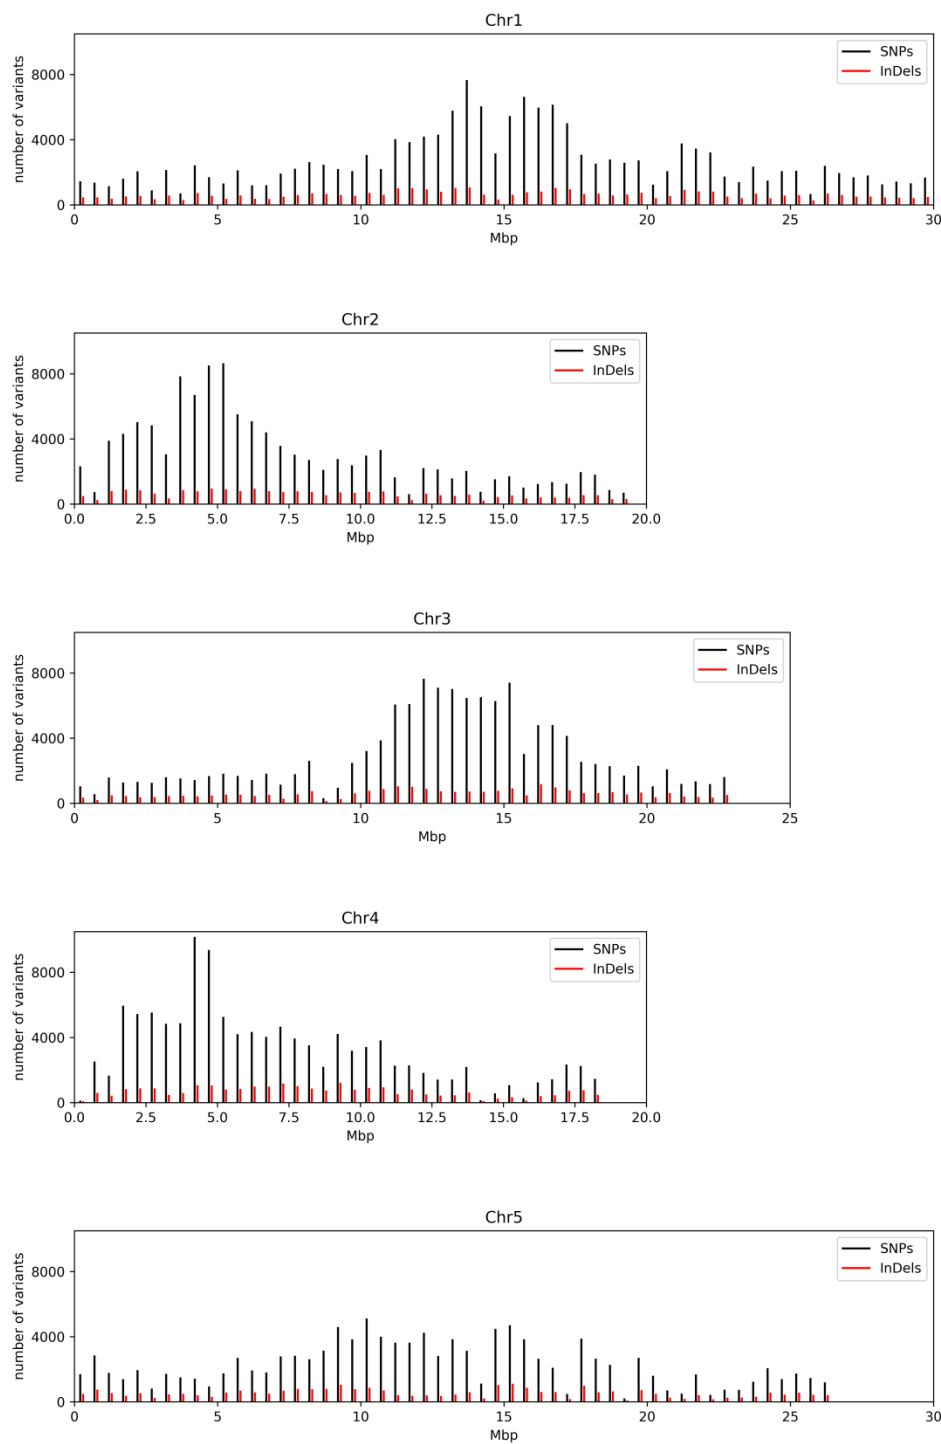 Chr1
number of variants
8000
4000
0
SNPs
InDels
0 5 10 15 20 25 30
Mbp
Chr2
number of variants
8000
4000
0
SNPs
InDels
0.0 2.5 5.0 7.5 10.0 12.5 15.0 17.5 20.0
Mbp
Chr3
number of variants
8000
4000
0
SNPs
InDels
0 5 10 15 20 25
Mbp
Chr4
number of variants
8000
4000
0
SNPs
InDels
0.0 2.5 5.0 7.5 10.0 12.5 15.0 17.5 20.0
Mbp
Chr5
number of variants
8000
4000
0
SNPs
InDels
0 5 10 15 20 25 30
Mbp